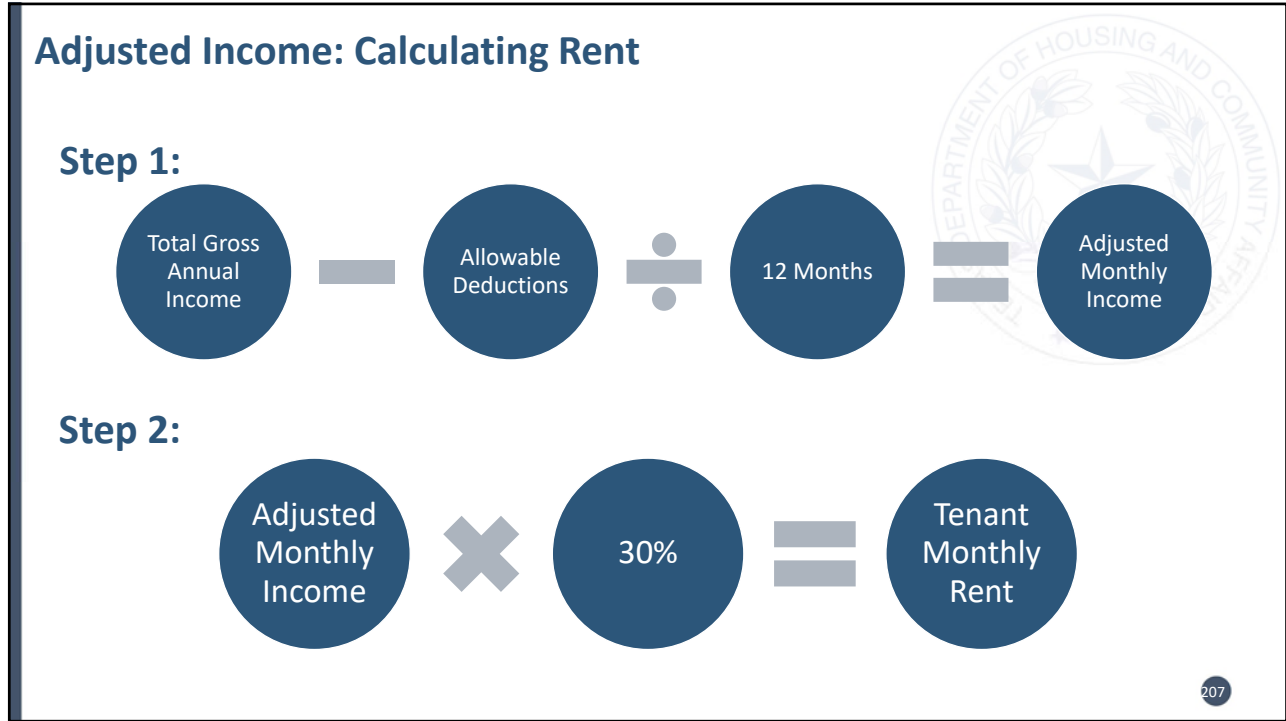 Adjusted Income: Calculating Rent
Step 1:
Total Gross
Annual
Income
Allowable
Deductions
12 Months
Adjusted
Monthly
Income
Step 2:
Adjusted
Monthly
Income
30%
Tenant
Monthly
Rent
207